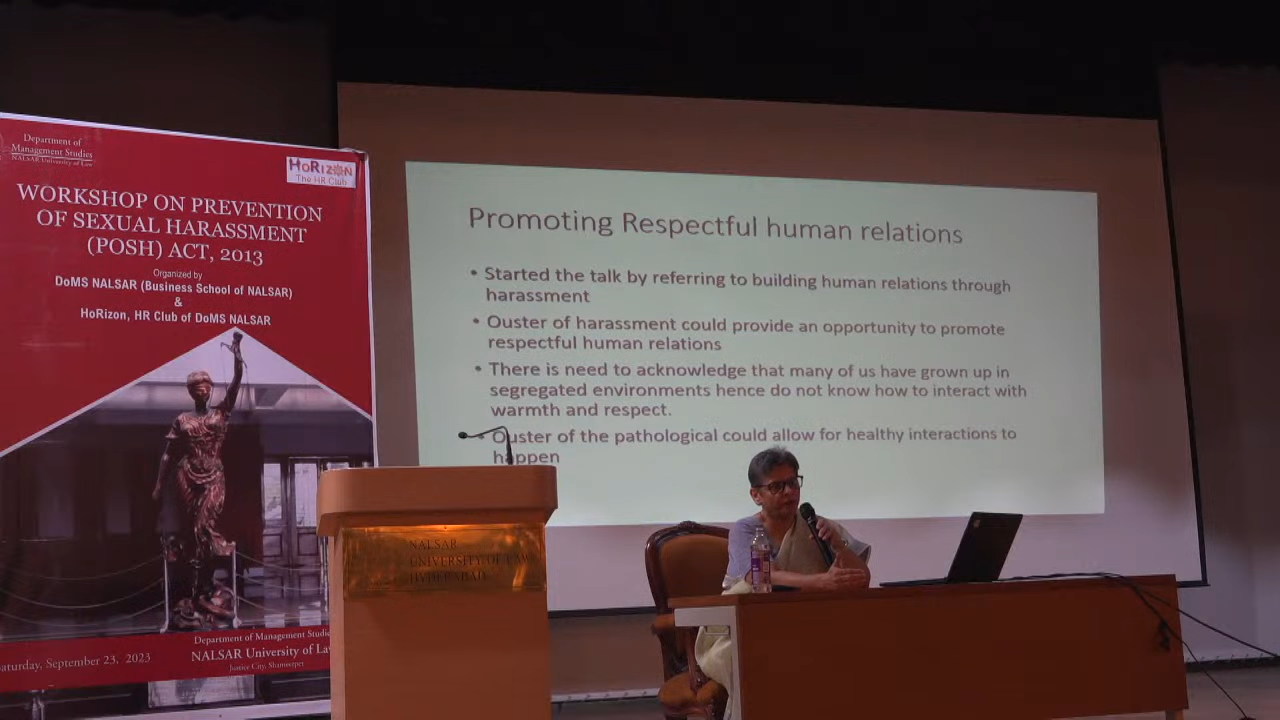 Department of
Management Studies
NALSAR University of Law
HoRizon
The HR Club
WORKSHOP ON PREVENTION
OF SEXUAL HARASSMENT
(POSH) ACT, 2013
Organized by
DoMS NALSAR (Business School of NALSAR)
&
HoRizon, HR Club of DoMS NALSAR
Department of Management Studie
NALSAR University of La
Justice City, Shameerpet
aturday, September 23, 2023
Promoting Respectful human relations
• Started the talk by referring to building human relations through
harassment
• Ouster of harassment could provide an opportunity to promote
respectful human relations
• There is need to acknowledge that many of us have grown up in
segregated environments hence do not know how to interact with
warmth and respect.
• Ouster of the pathological could allow for healthy interactions to
happen
NALSAR
UNIVERSITY OF LAW
HYDERABAD